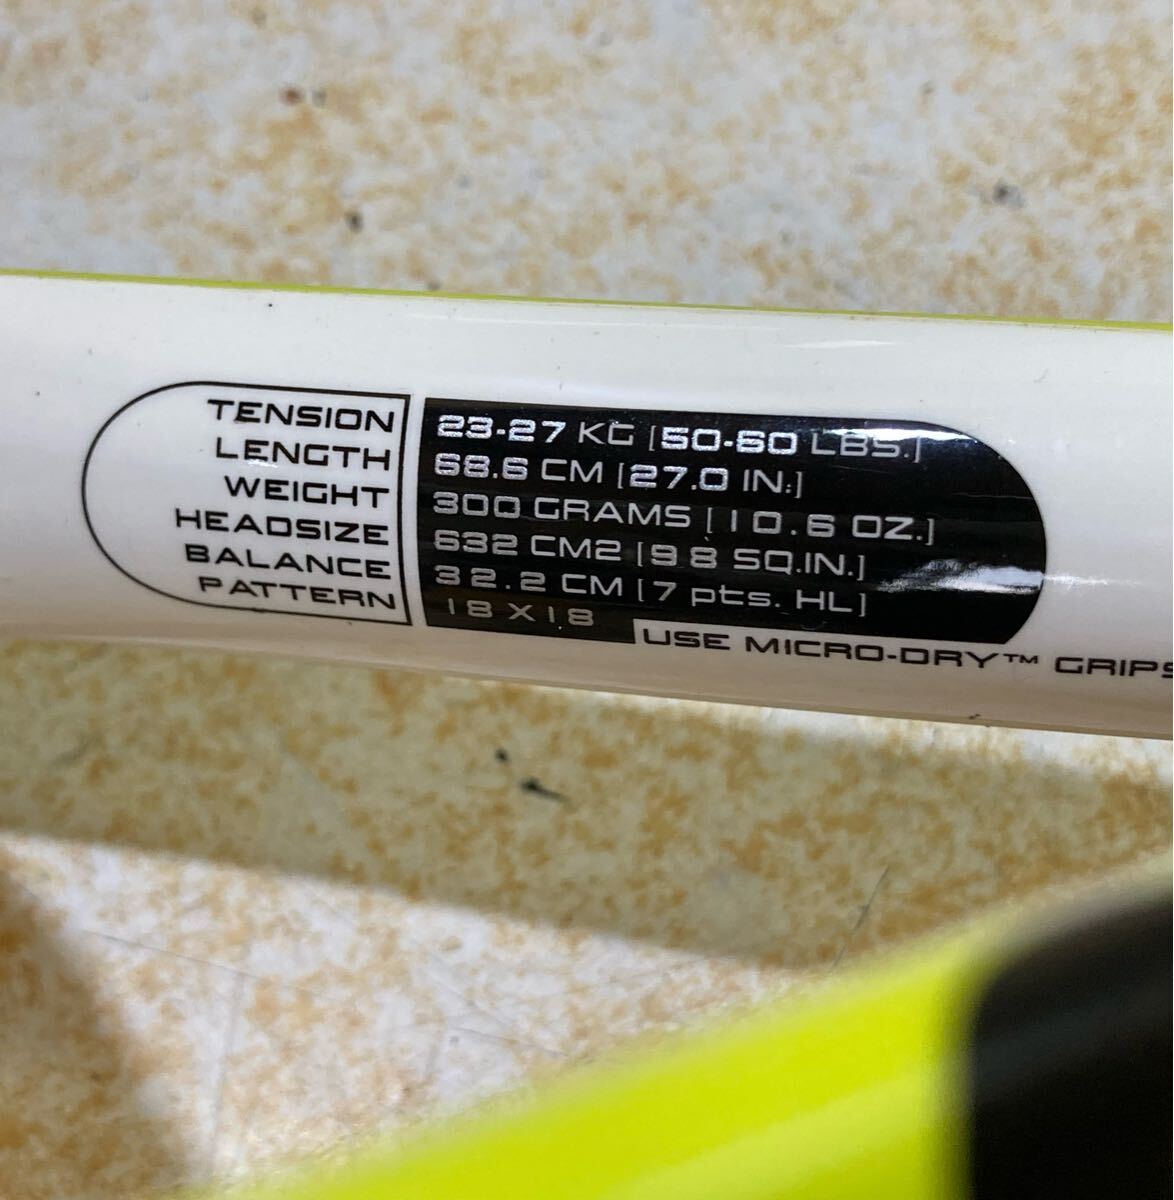 TENSION 23-27 KG [50-60 LBS.]
LENGTH 68.6 CM [27.0 IN.]
WEIGHT 300 GRAMS [10.6 OZ.]
HEADSIZE 632 CM2 [98 SQ.IN.]
BALANCE 32.2 CM [7 pts. HL]
PATTERN 18X18
USE MICRO-DRY™ GRIPS